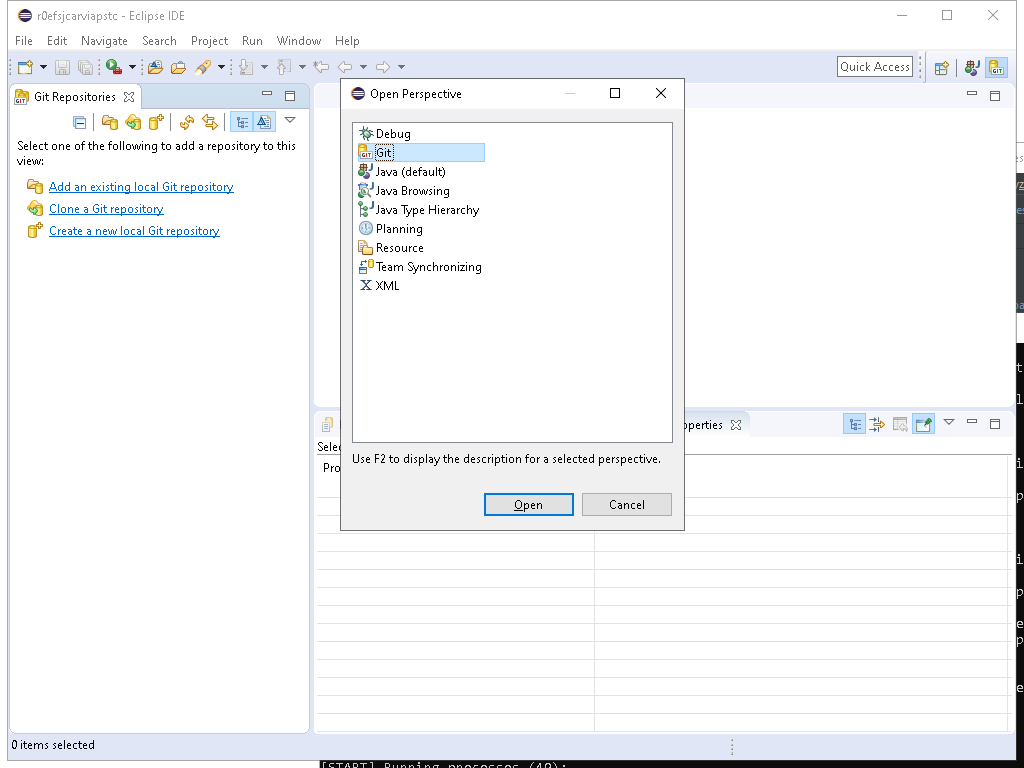 r0efsjcarviapstc - Eclipse IDE
File Edit Navigate Search Project Run Window Help
Quick Access
Git Repositories
Select one of the following to add a repository to this
view:
Add an existing local Git repository
Clone a Git repository
Create a new local Git repository
Open Perspective
Debug
Git
Java (default)
Java Browsing
Java Type Hierarchy
Planning
Resource
Team Synchronizing
XML
Use F2 to display the description for a selected perspective.
Open Cancel
0 items selected
[START] Running processes (40):